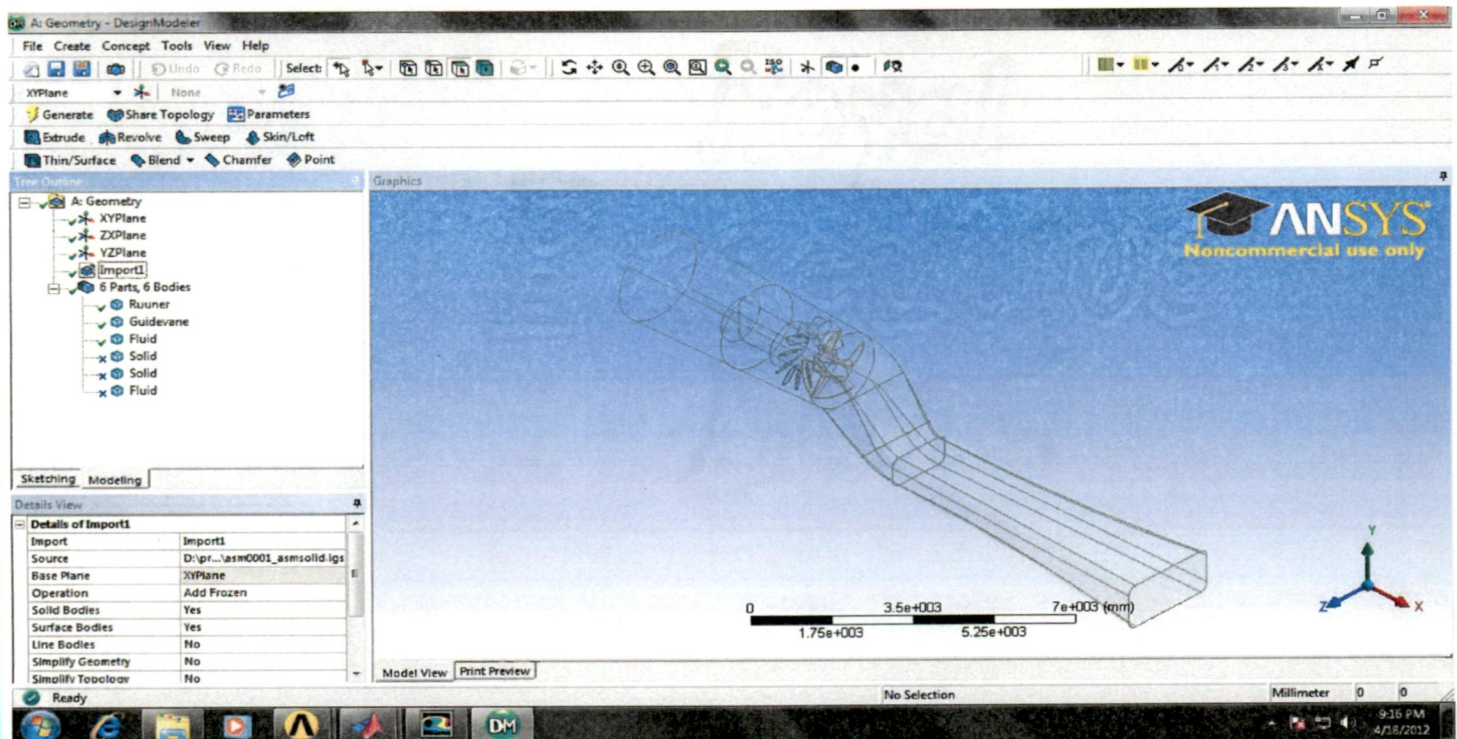 A: Geometry - DesignModeler
File Create Concept Tools View Help
Undo Redo Select:
XYPlane None
Generate Share Topology Parameters
Extrude Revolve Sweep Skin/Loft
Thin/Surface Blend Chamfer Point
Tree Outline
Graphics
A: Geometry
XYPlane
ZXPlane
YZPlane
Import1
6 Parts, 6 Bodies
Ruuner
Guidevane
Fluid
Solid
Solid
Fluid
ANSYS
Noncommercial use only
Sketching Modeling
Details View
Details of Import1
Import Import1
Source D:\pr...\asm0001_asmsolid.igs
Base Plane XYPlane
Operation Add Frozen
Solid Bodies Yes
Surface Bodies Yes
Line Bodies No
Simplify Geometry No
Simplify Topology No
0 3.5e+003 7e+003 (mm)
1.75e+003 5.25e+003
Y
Z X
Model View Print Preview
Ready No Selection Millimeter 0 0
DM
9:16 PM
4/18/2012